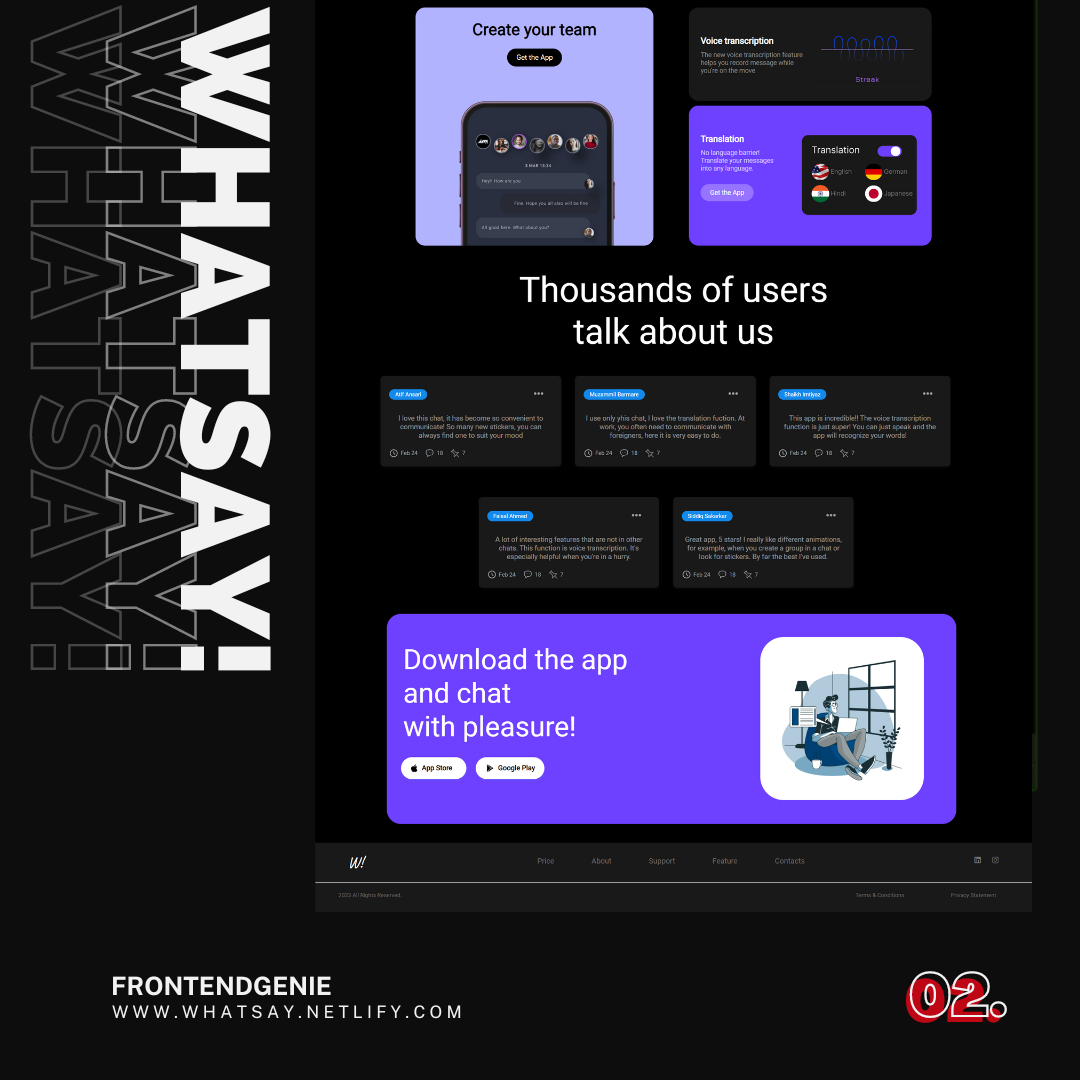 WHATSAY!
WHATSAY!
WHATSAY!
Create your team
Get the App
3 MAR 13:34
Hey!! How are you
Fine. Hope you all also will be fine
All good here. What about you?
Voice transcription
The new voice transcription feature
helps you record message while
you're on the move
Streak
Translation
No language barrier!
Translate your messages
into any language.
Get the App
Translation
English
German
Hindi
Japanese
Thousands of users
talk about us
Atif Ansari
•••
I love this chat, it has become so convenient to
communicate! So many new stickers, you can
always find one to suit your mood
Feb 24 18 7
Muzammil Barmare
•••
I use only yhis chat, I love the translation fuction. At
work, you often need to communicate with
foreigners, here it is very easy to do.
Feb 24 18 7
Shaikh Imtiyaz
•••
This app is incredible!! The voice transcription
function is just super! You can just speak and the
app will recognize your words!
Feb 24 18 7
Faisal Ahmed
•••
A lot of interesting features that are not in other
chats. This function is voice transcription. It's
especially helpful when you're in a hurry.
Feb 24 18 7
Siddiq Sakarkar
•••
Great app, 5 stars! I really like different animations,
for example, when you create a group in a chat or
look for stickers. By far the best I've used.
Feb 24 18 7
Download the app
and chat
with pleasure!
App Store
Google Play
W!
Price About Support Feature Contacts
2023 All Rights Reserved.
Terms & Conditions
Privacy Statement
FRONTENDGENIE
WWW.WHATSAY.NETLIFY.COM
02.